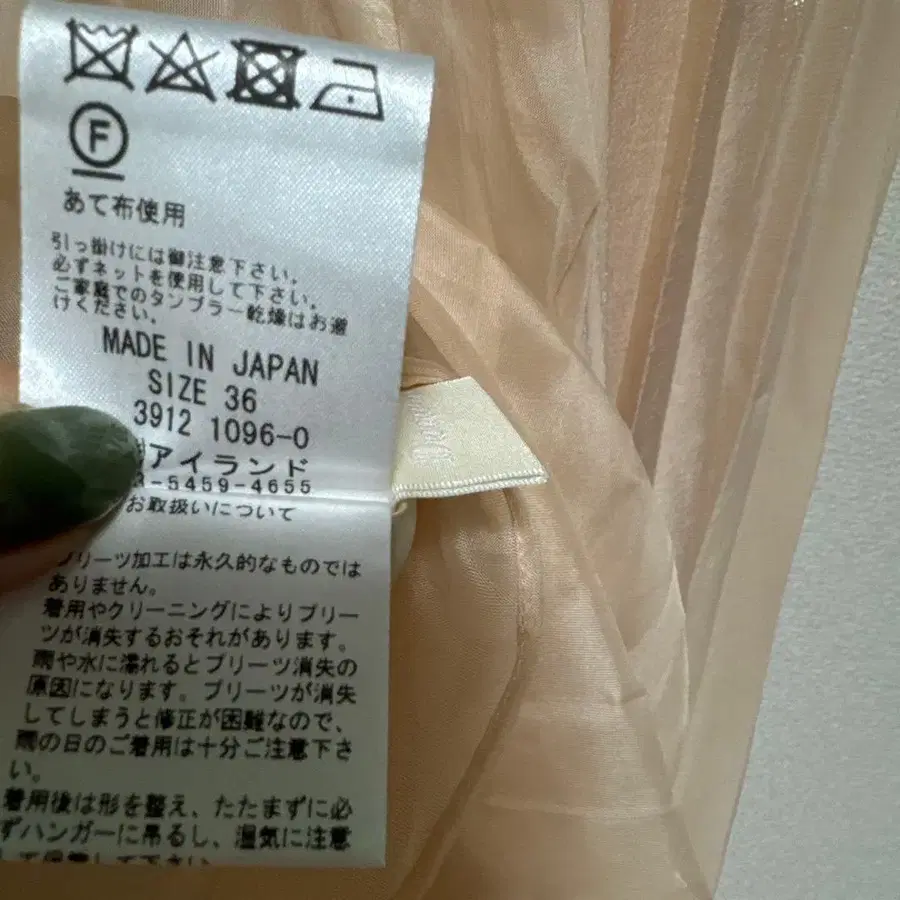 F
あて布使用
引っ掛けには御注意下さい。
必ずネットを使用して下さい。
ご家庭でのタンブラー乾燥はお避
けください。
MADE IN JAPAN
SIZE 36
3912 1096-0
アイランド
-5459-4655
お取扱いについて
プリーツ加工は永久的なものでは
ありません。
着用やクリーニングによりプリー
ツが消失するおそれがあります。
雨や水に濡れるとプリーツ消失の
原因になります。プリーツが消失
してしまうと修正が困難なので、
雨の日のご着用は十分ご注意下さ
い。
着用後は形を整え、たたまずに必
ずハンガーに吊るし、湿気に注意
して保管して下さい。